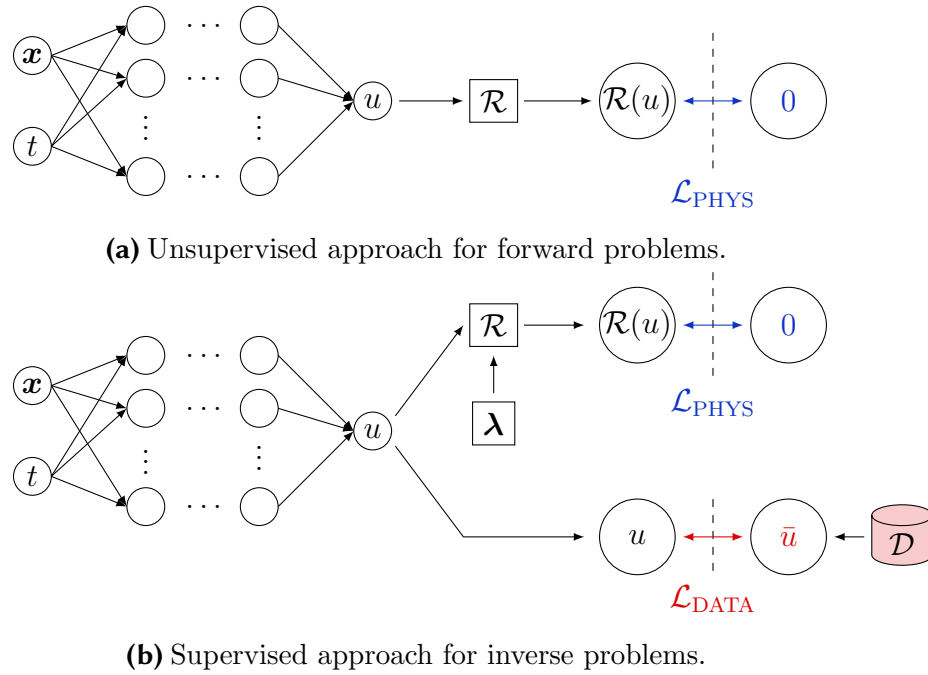 x
t
··· ···
⋮ ⋮
··· ···
u
R
R(u)
0
L_PHYS
(a) Unsupervised approach for forward problems.
x
t
··· ···
⋮ ⋮
···
u
R
λ
R(u)
0
L_PHYS
u
ū
D
L_DATA
(b) Supervised approach for inverse problems.